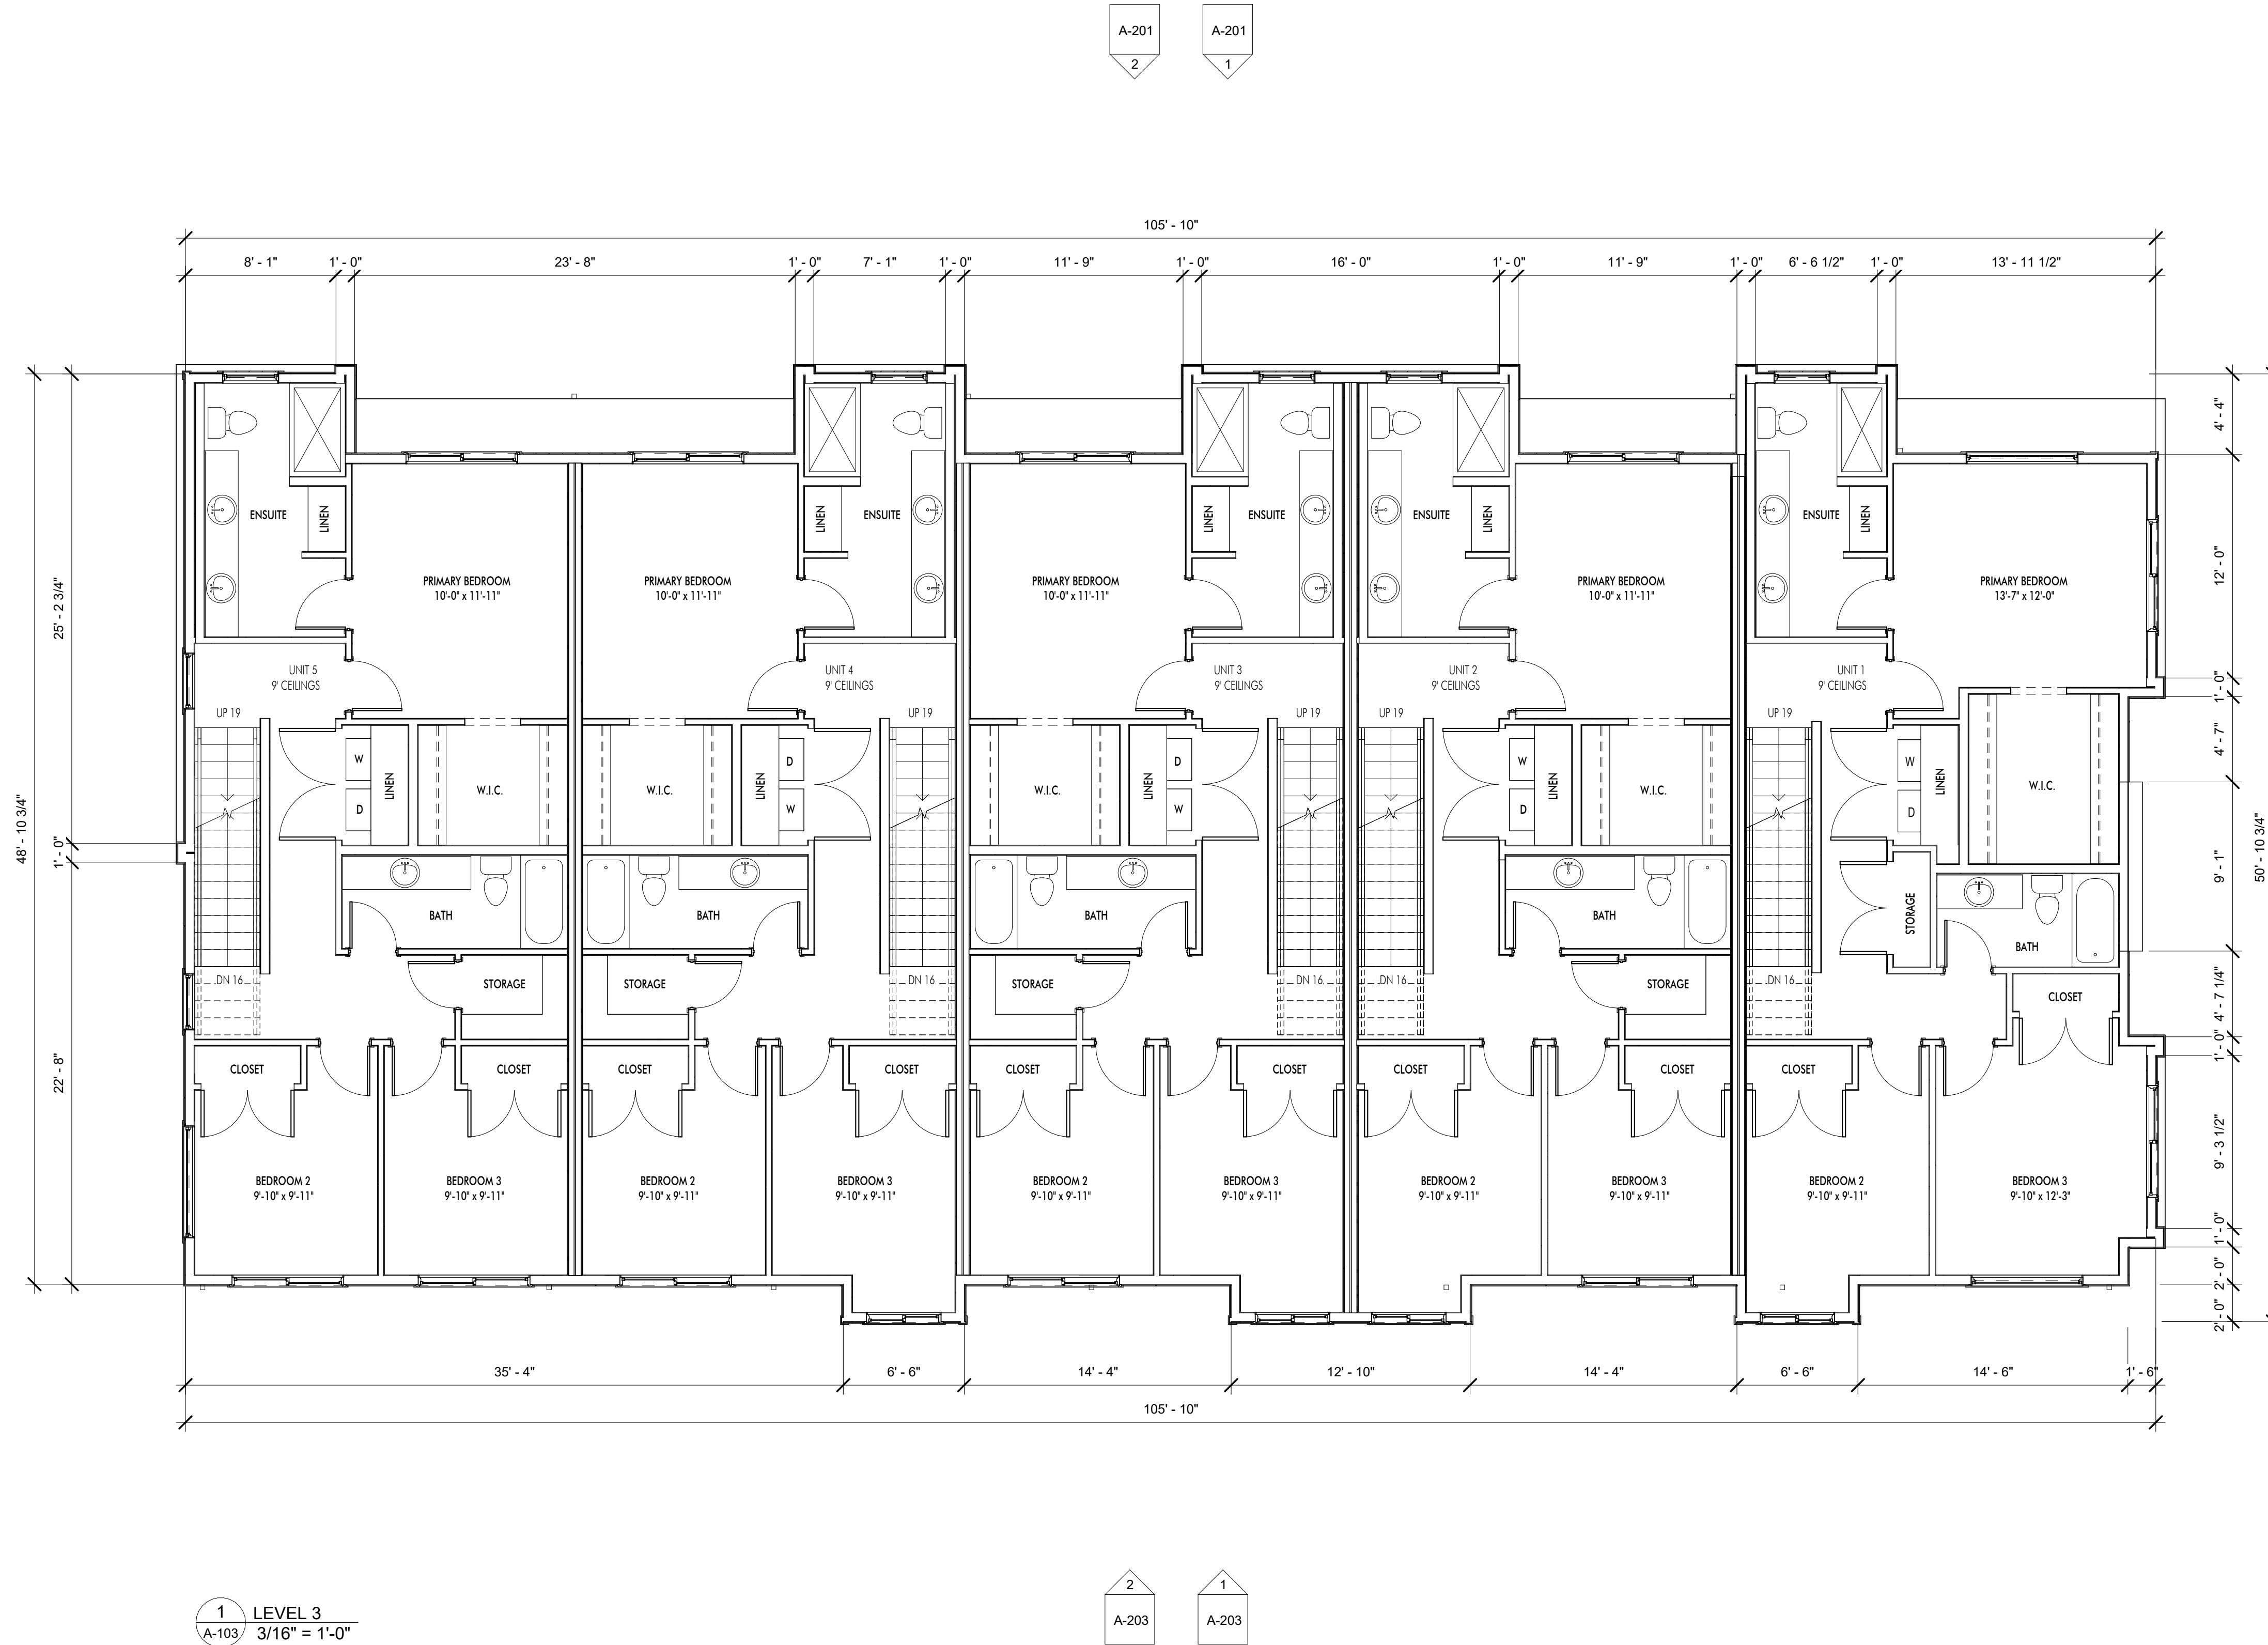 A-201 A-201
2 1
105' - 10"
8' - 1" 1' - 0" 23' - 8" 1' - 0" 7' - 1" 1' - 0" 11' - 9" 1' - 0" 16' - 0" 1' - 0" 11' - 9" 1' - 0" 6' - 6 1/2" 1' - 0" 13' - 11 1/2"
48' - 10 3/4"
25' - 2 3/4"
1' - 0"
22' - 8"
4' - 4"
12' - 0"
1' - 0"
4' - 7"
9' - 1"
4' - 7 1/4"
1' - 0"
9' - 3 1/2"
1' - 0"
2' - 0"
2' - 0"
50' - 10 3/4"
ENSUITE LINEN LINEN ENSUITE LINEN ENSUITE ENSUITE LINEN ENSUITE LINEN
PRIMARY BEDROOM PRIMARY BEDROOM PRIMARY BEDROOM PRIMARY BEDROOM PRIMARY BEDROOM
10'-0" x 11'-11" 10'-0" x 11'-11" 10'-0" x 11'-11" 10'-0" x 11'-11" 13'-7" x 12'-0"
UNIT 5 UNIT 4 UNIT 3 UNIT 2 UNIT 1
9' CEILINGS 9' CEILINGS 9' CEILINGS 9' CEILINGS 9' CEILINGS
UP 19 UP 19 UP 19 UP 19 UP 19
W D D W W
LINEN W.I.C. W.I.C. LINEN W.I.C. LINEN LINEN W.I.C. LINEN W.I.C.
D W W D D
BATH BATH BATH BATH STORAGE BATH
DN 16 STORAGE STORAGE DN 16 STORAGE DN 16 DN 16 STORAGE DN 16 CLOSET
CLOSET CLOSET CLOSET CLOSET CLOSET CLOSET CLOSET CLOSET CLOSET
BEDROOM 2 BEDROOM 3 BEDROOM 2 BEDROOM 3 BEDROOM 2 BEDROOM 3 BEDROOM 2 BEDROOM 3 BEDROOM 2 BEDROOM 3
9'-10" x 9'-11" 9'-10" x 9'-11" 9'-10" x 9'-11" 9'-10" x 9'-11" 9'-10" x 9'-11" 9'-10" x 9'-11" 9'-10" x 9'-11" 9'-10" x 9'-11" 9'-10" x 9'-11" 9'-10" x 12'-3"
35' - 4" 6' - 6" 14' - 4" 12' - 10" 14' - 4" 6' - 6" 14' - 6" 1' - 6"
105' - 10"
2 1
A-203 A-203
1 LEVEL 3
A-103 3/16" = 1'-0"